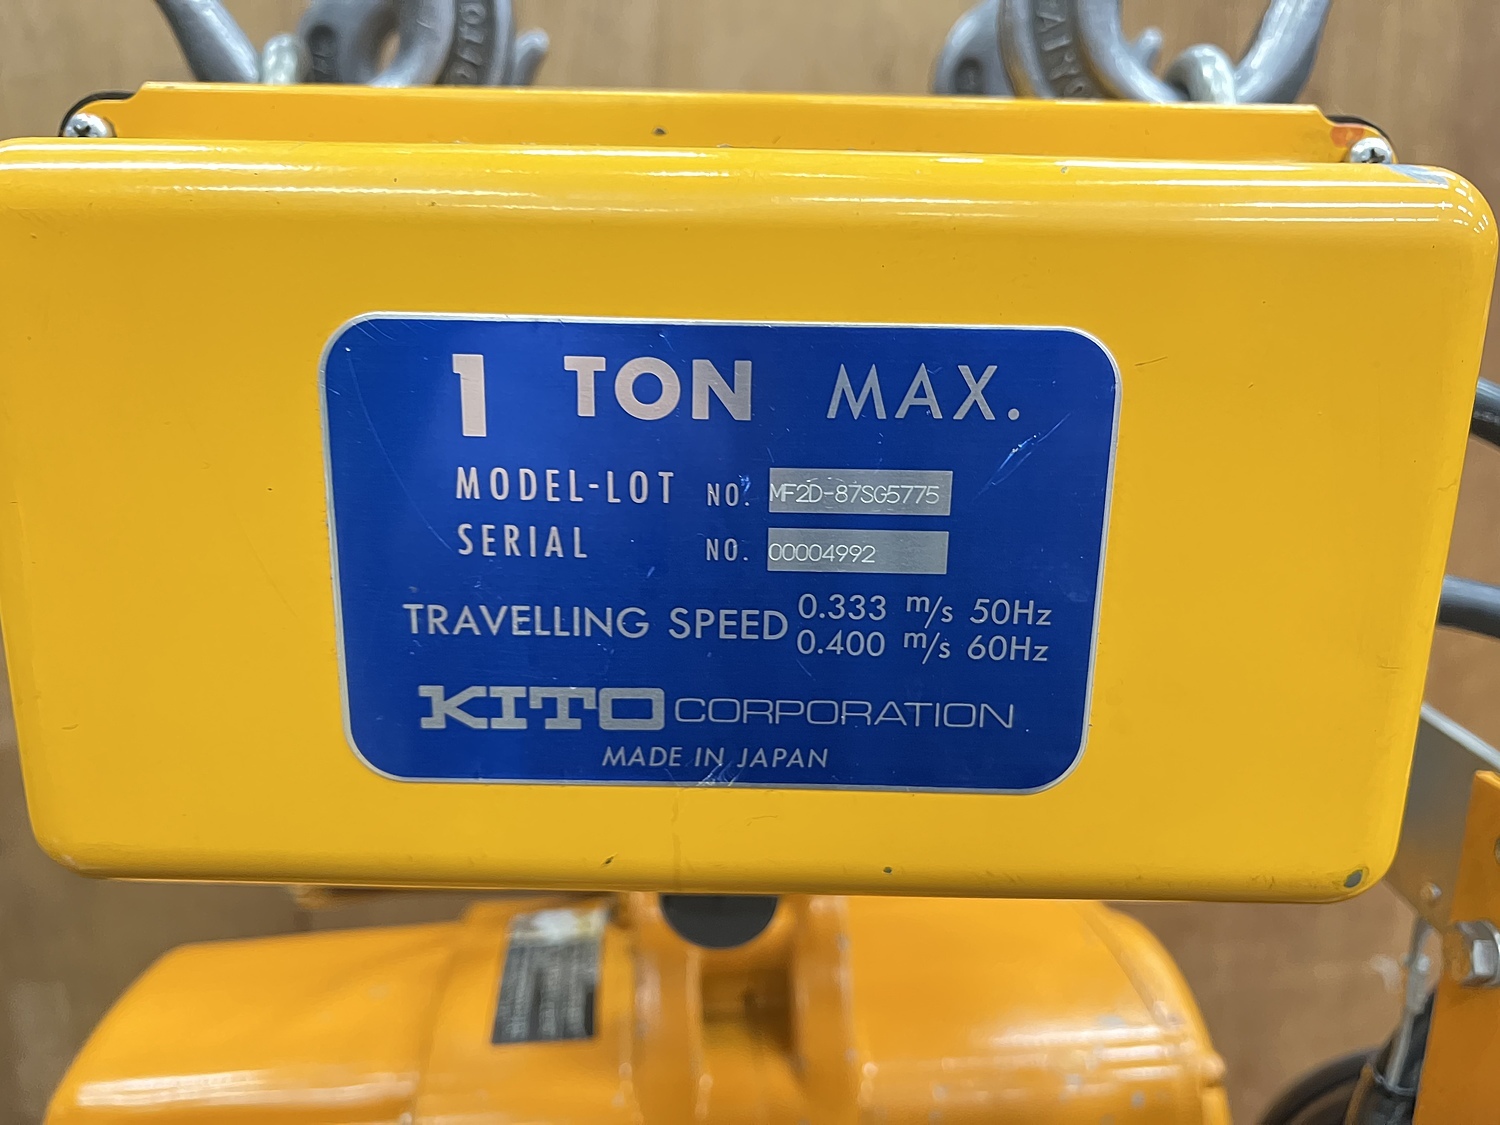 1 TON MAX.
MODEL-LOT NO. MF2D-87SG5775
SERIAL NO. 00004992
TRAVELLING SPEED 0.333 m/s 50Hz
0.400 m/s 60Hz
KITO CORPORATION
MADE IN JAPAN